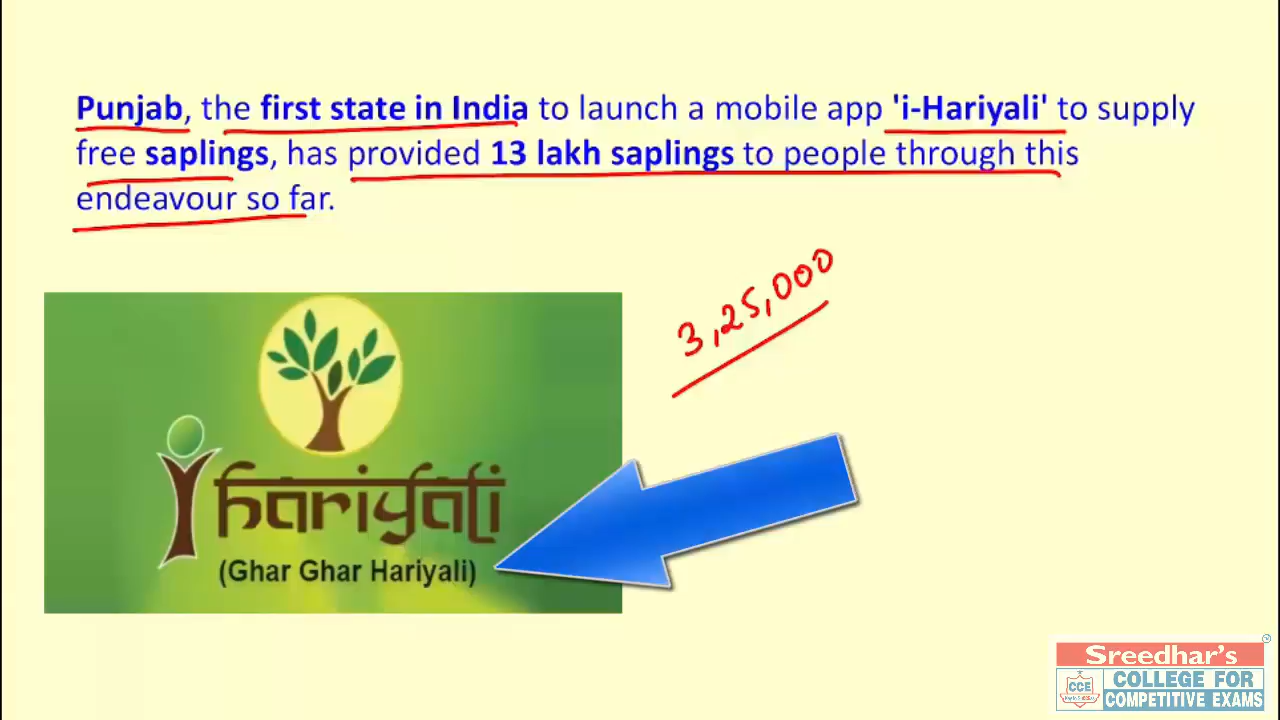 Punjab, the first state in India to launch a mobile app 'i-Hariyali' to supply
free saplings, has provided 13 lakh saplings to people through this
endeavour so far.
3,25,000
i hariyali
(Ghar Ghar Hariyali)
Sreedhar's
CCE
COLLEGE FOR
COMPETITIVE EXAMS